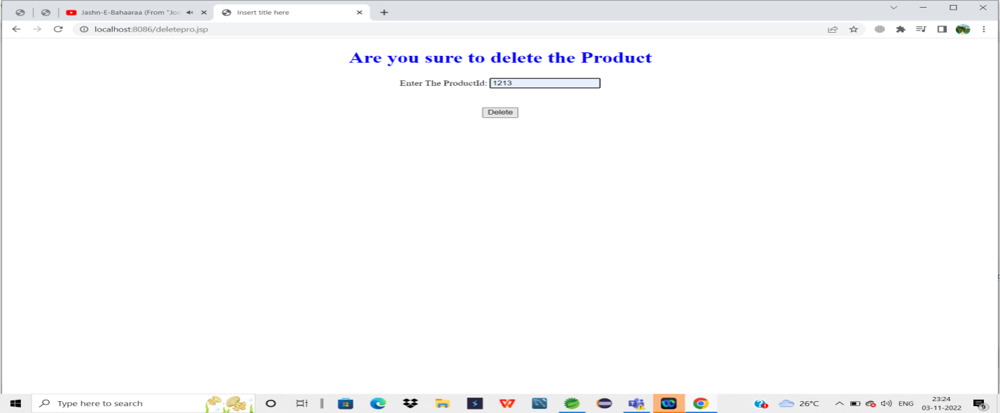 Jashn-E-Bahaaraa (From "Joc
Insert title here
localhost:8086/deletepro.jsp
Are you sure to delete the Product
Enter The ProductId: 1213
Delete
Type here to search
26°C
ENG
23:24
03-11-2022
9